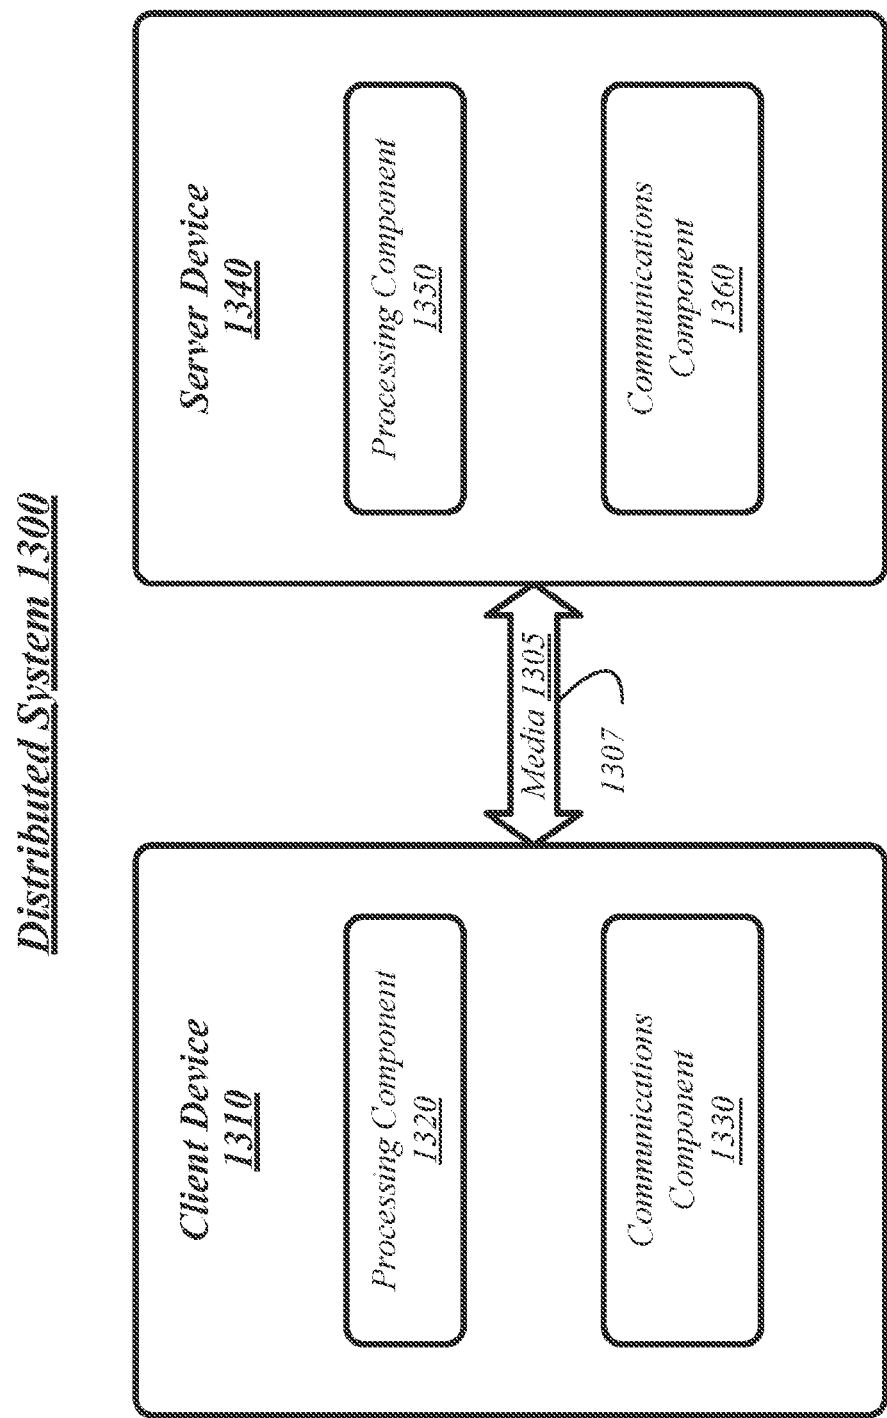 Distributed System 1300
Client Device
1310
Processing Component
1320
Communications
Component
1330
Media 1305
1307
Server Device
1340
Processing Component
1350
Communications
Component
1360